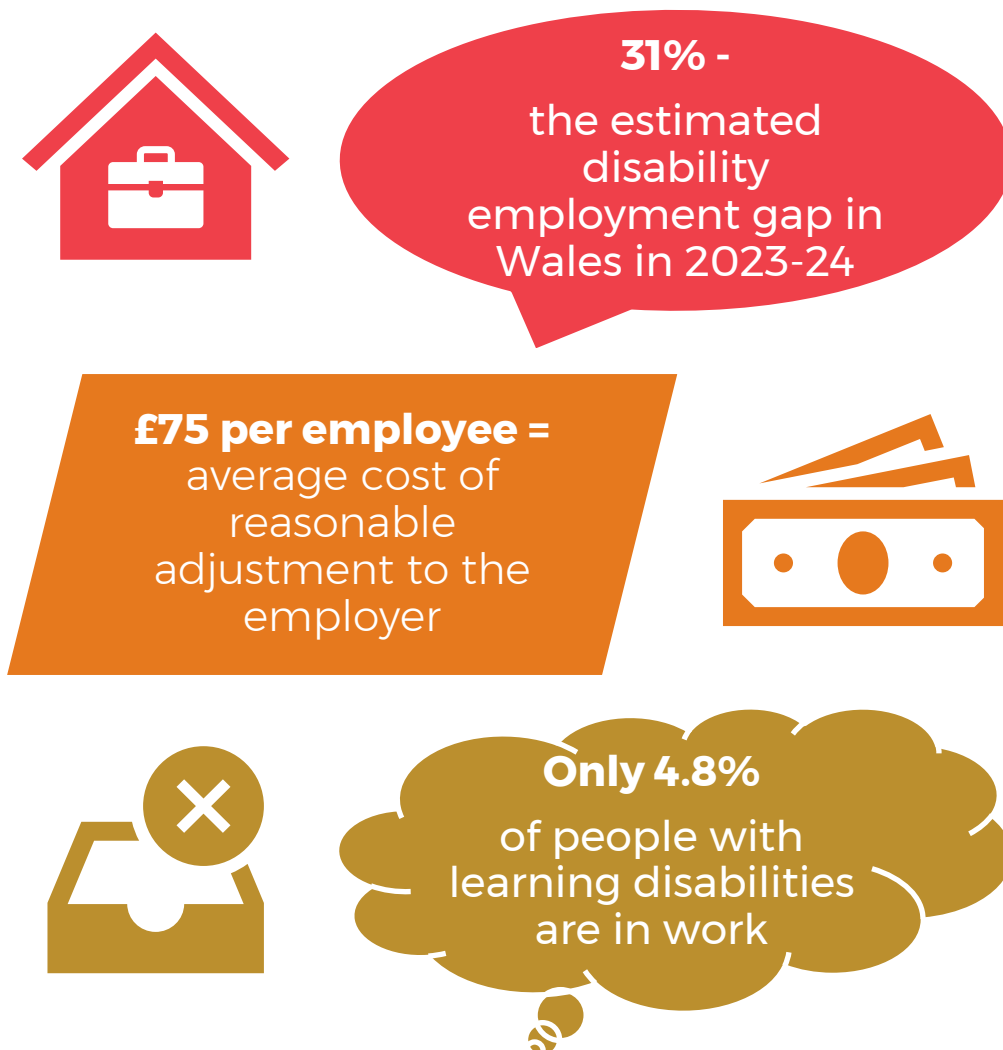 31% -
the estimated
disability
employment gap in
Wales in 2023-24
£75 per employee =
average cost of
reasonable
adjustment to the
employer
Only 4.8%
of people with
learning disabilities
are in work